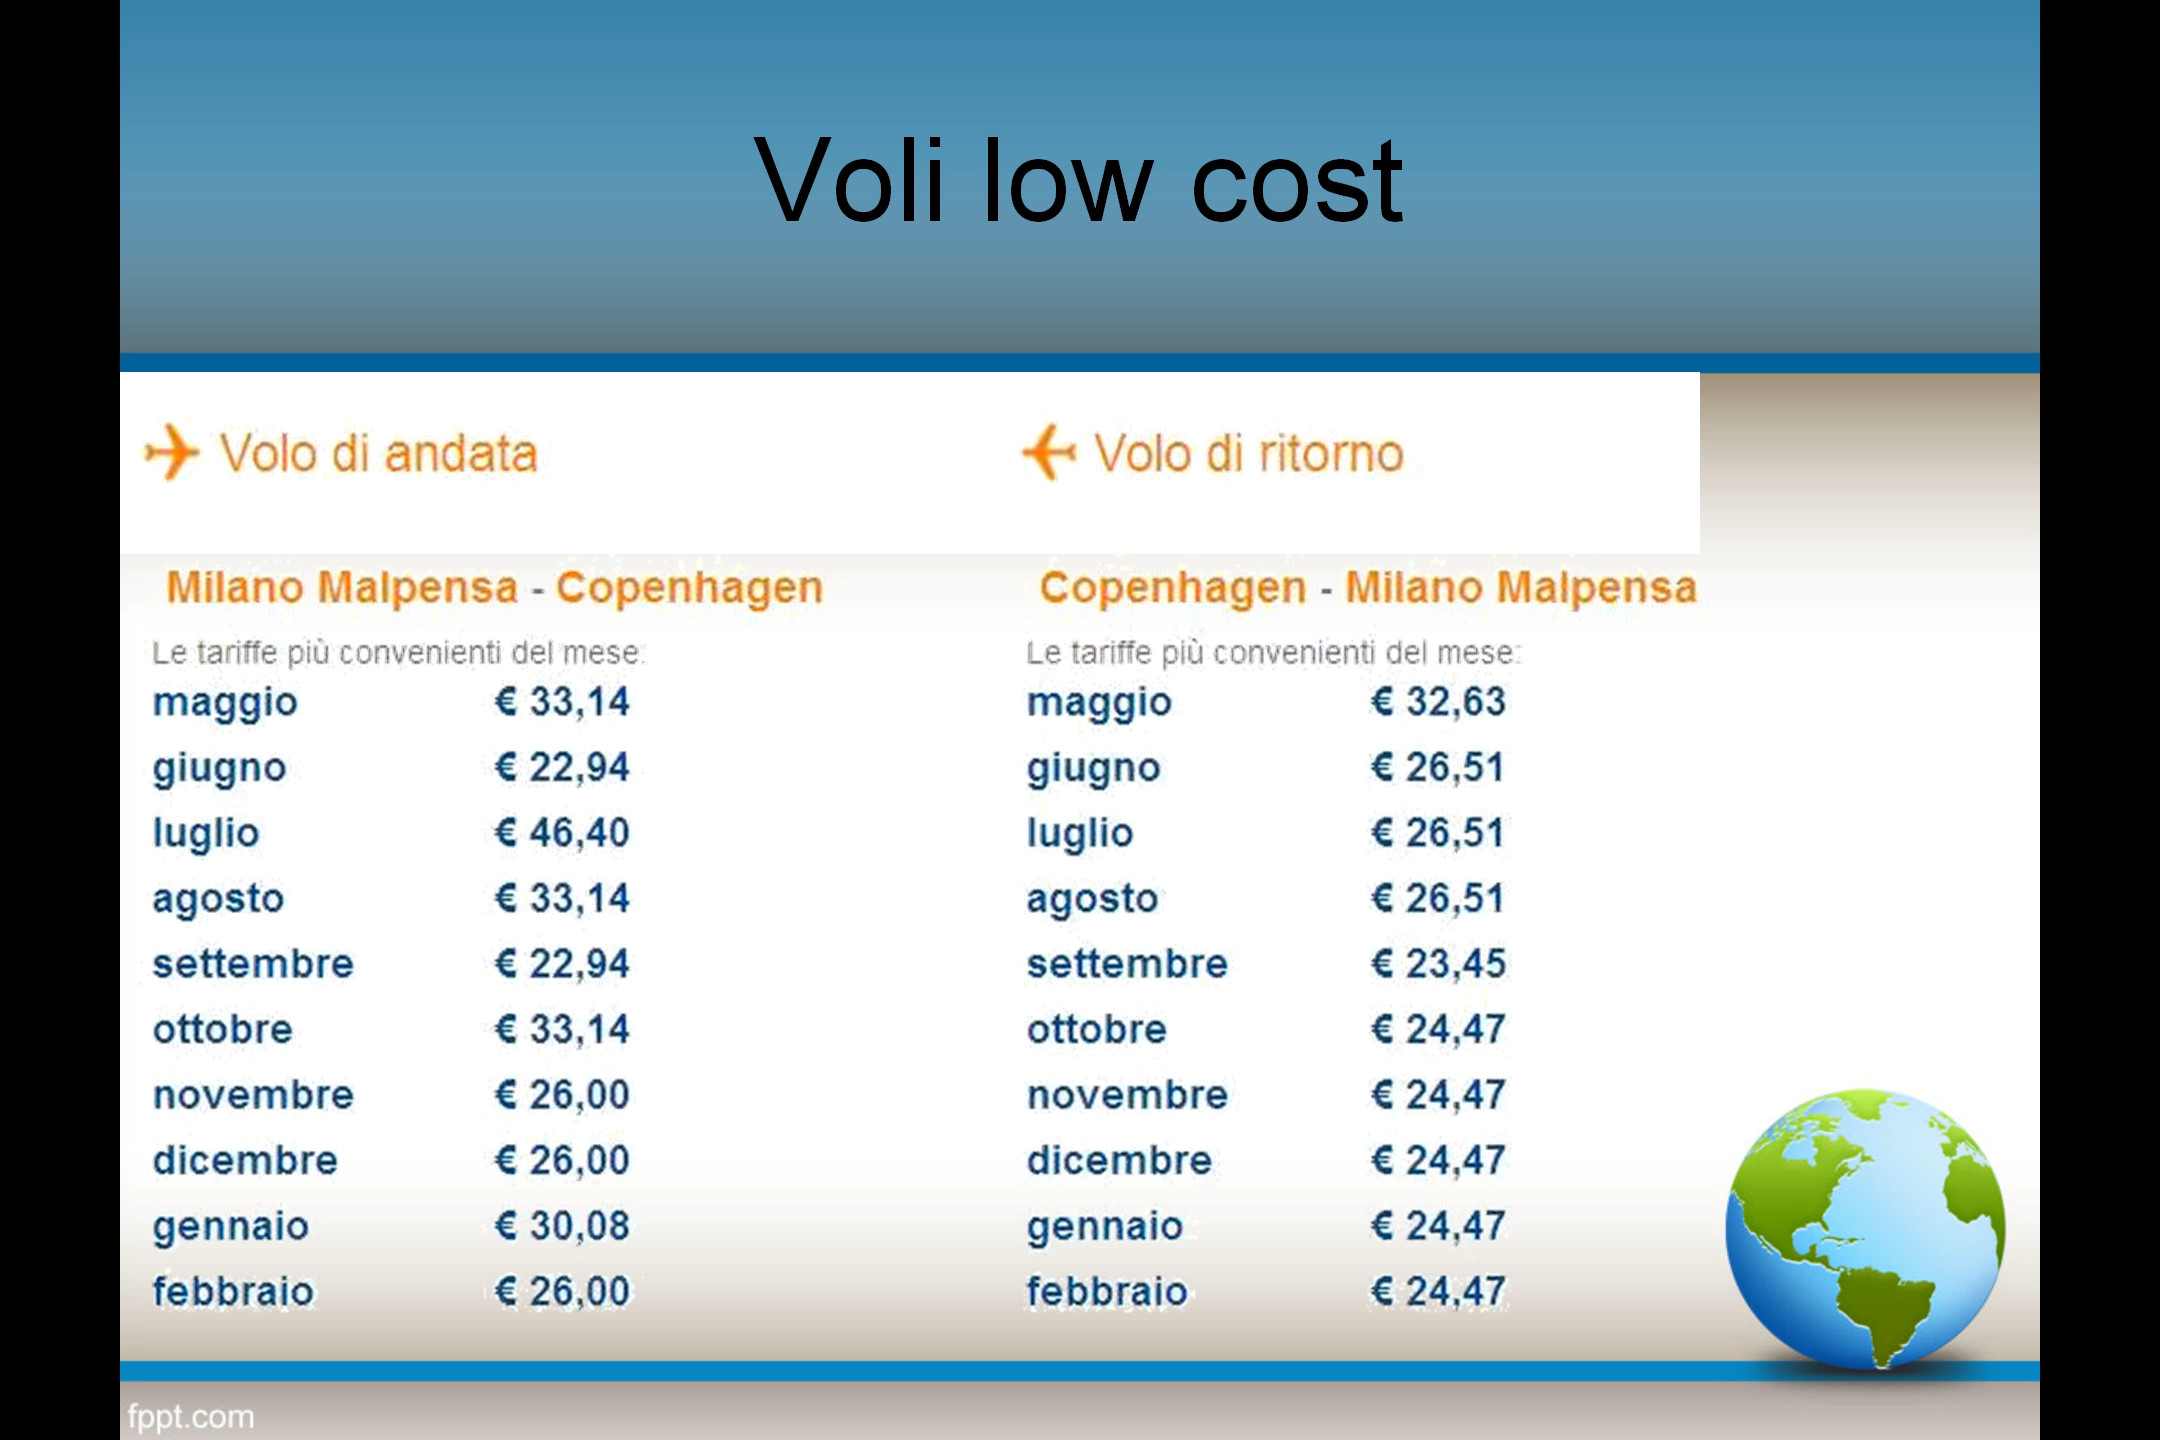 Voli low cost
Volo di andata
Milano Malpensa - Copenhagen
Le tariffe più convenienti del mese:
maggio € 33,14
giugno € 22,94
luglio € 46,40
agosto € 33,14
settembre € 22,94
ottobre € 33,14
novembre € 26,00
dicembre € 26,00
gennaio € 30,08
febbraio € 26,00
Volo di ritorno
Copenhagen - Milano Malpensa
Le tariffe più convenienti del mese:
maggio € 32,63
giugno € 26,51
luglio € 26,51
agosto € 26,51
settembre € 23,45
ottobre € 24,47
novembre € 24,47
dicembre € 24,47
gennaio € 24,47
febbraio € 24,47
fppt.com